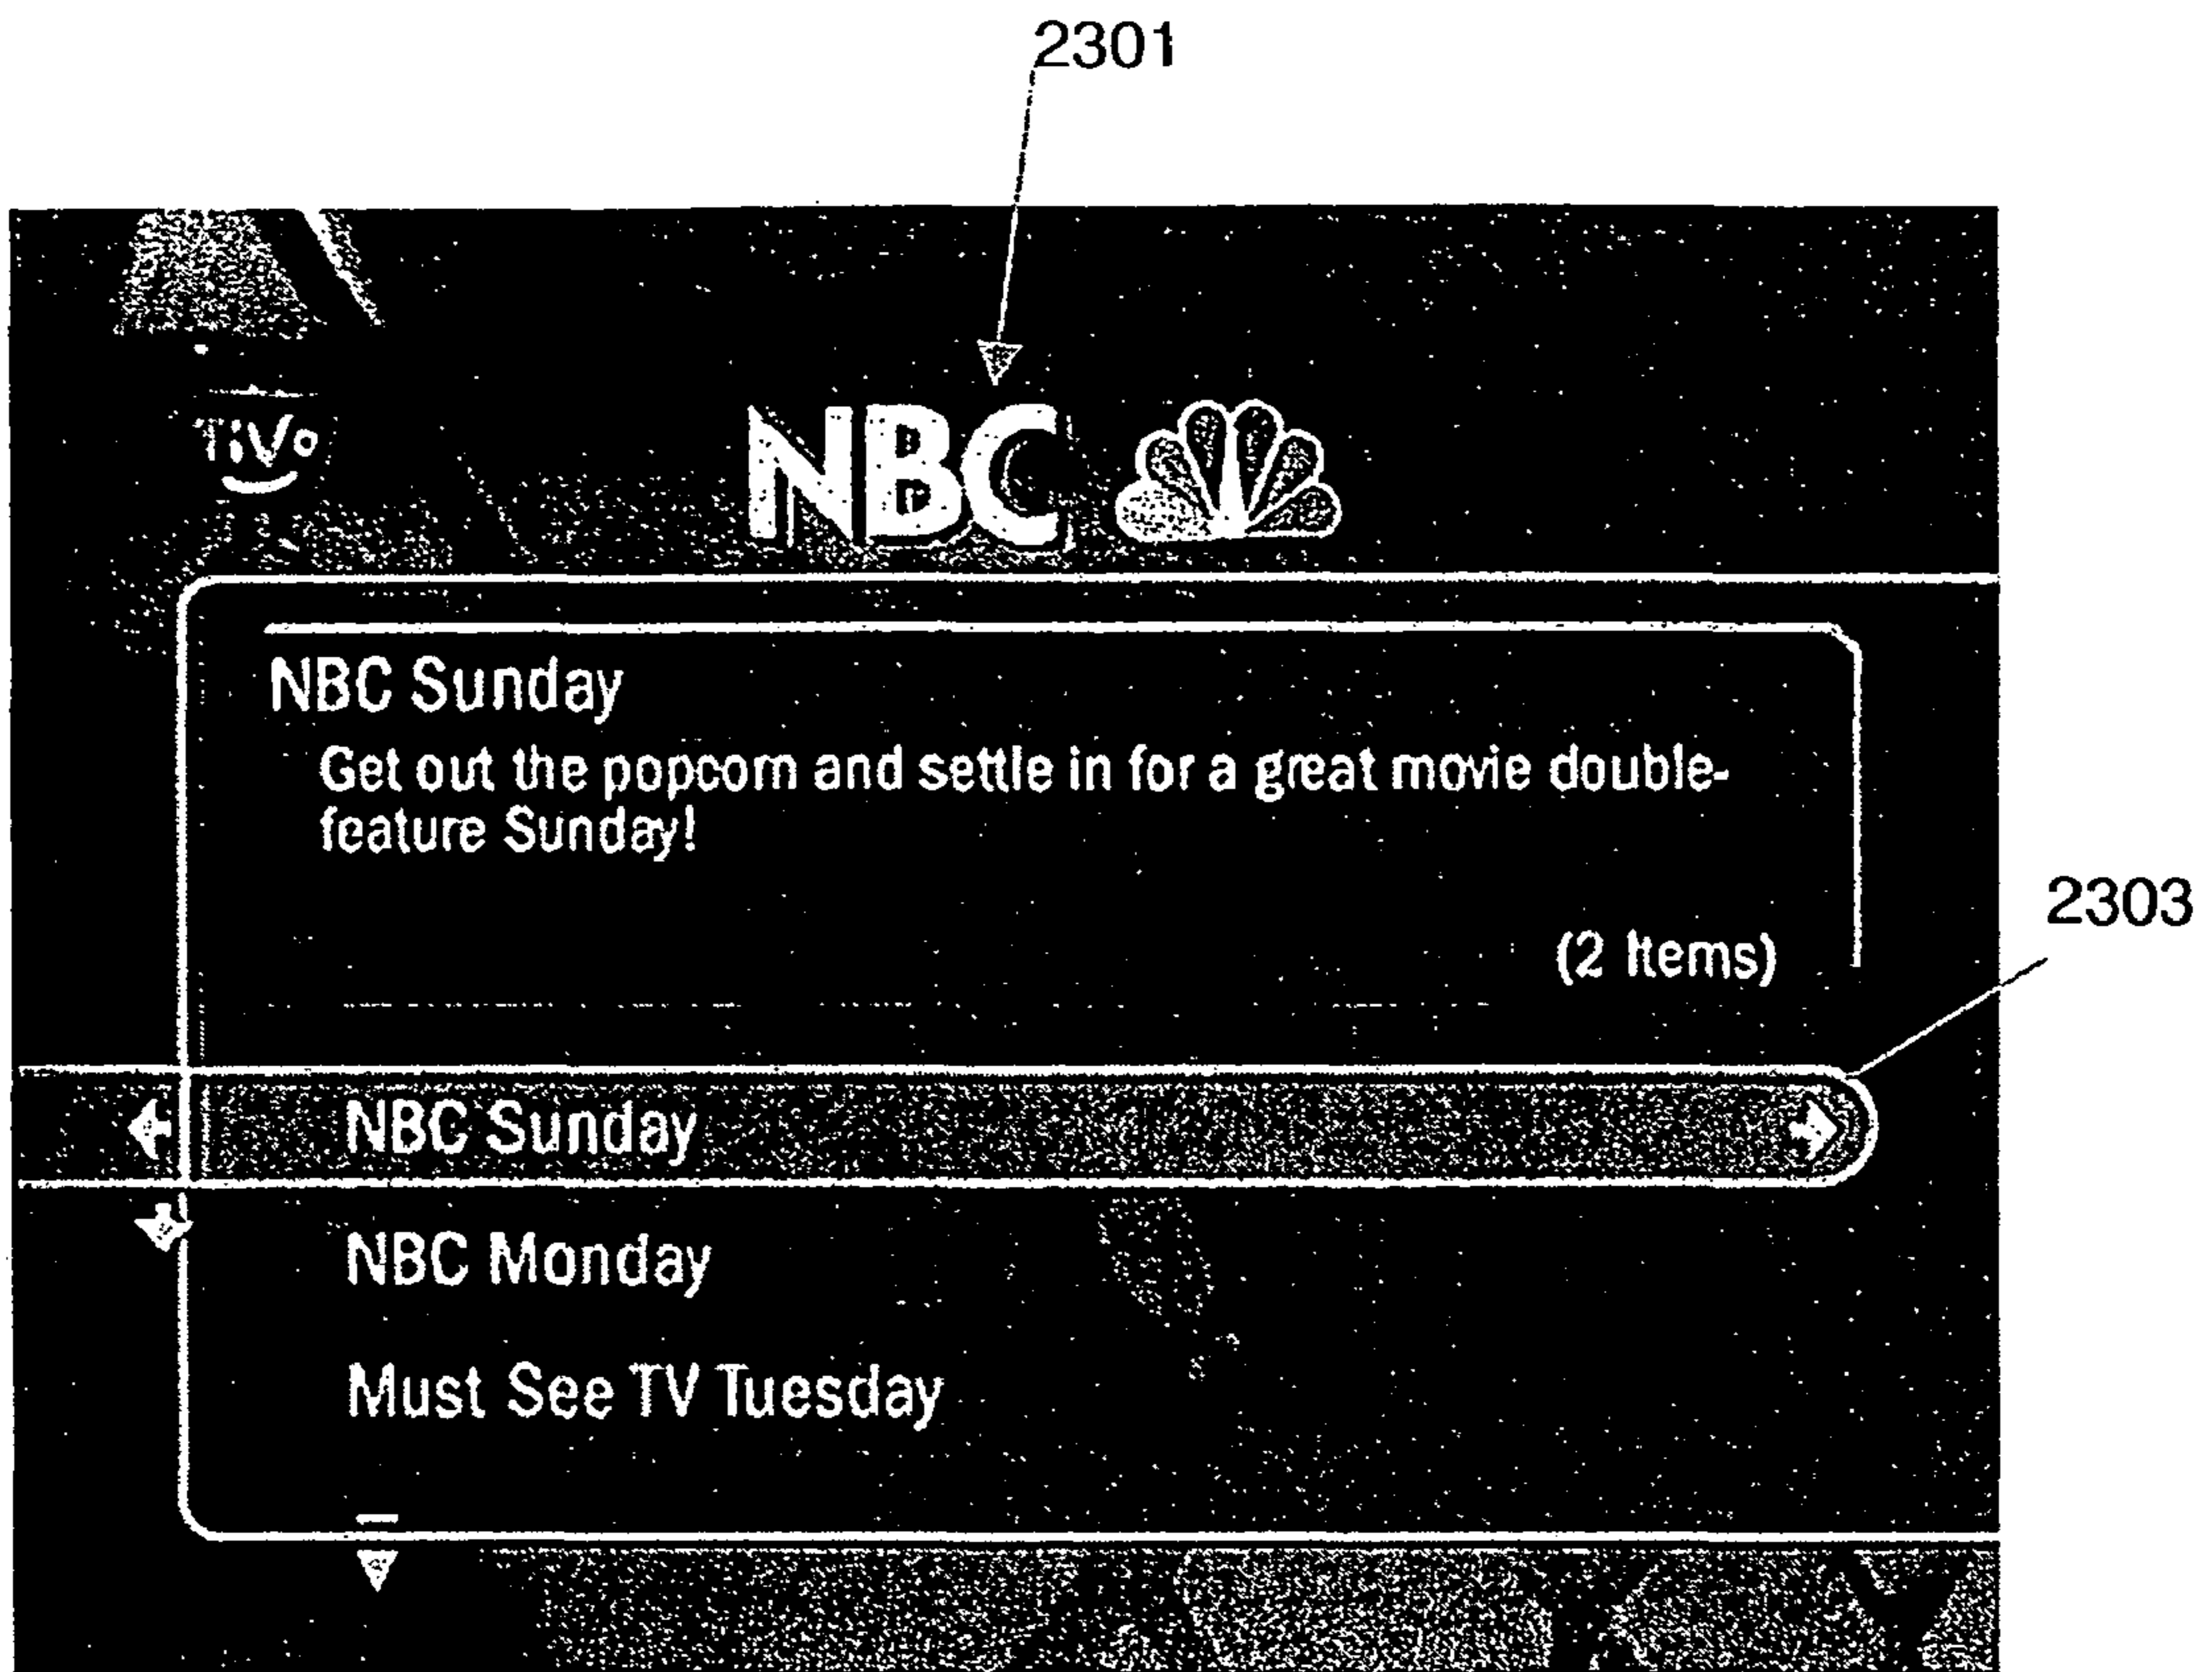 2301
TiVo
NBC
NBC Sunday
Get out the popcorn and settle in for a great movie double-
feature Sunday!
2303
(2 Items)
NBC Sunday
NBC Monday
Must See TV Tuesday